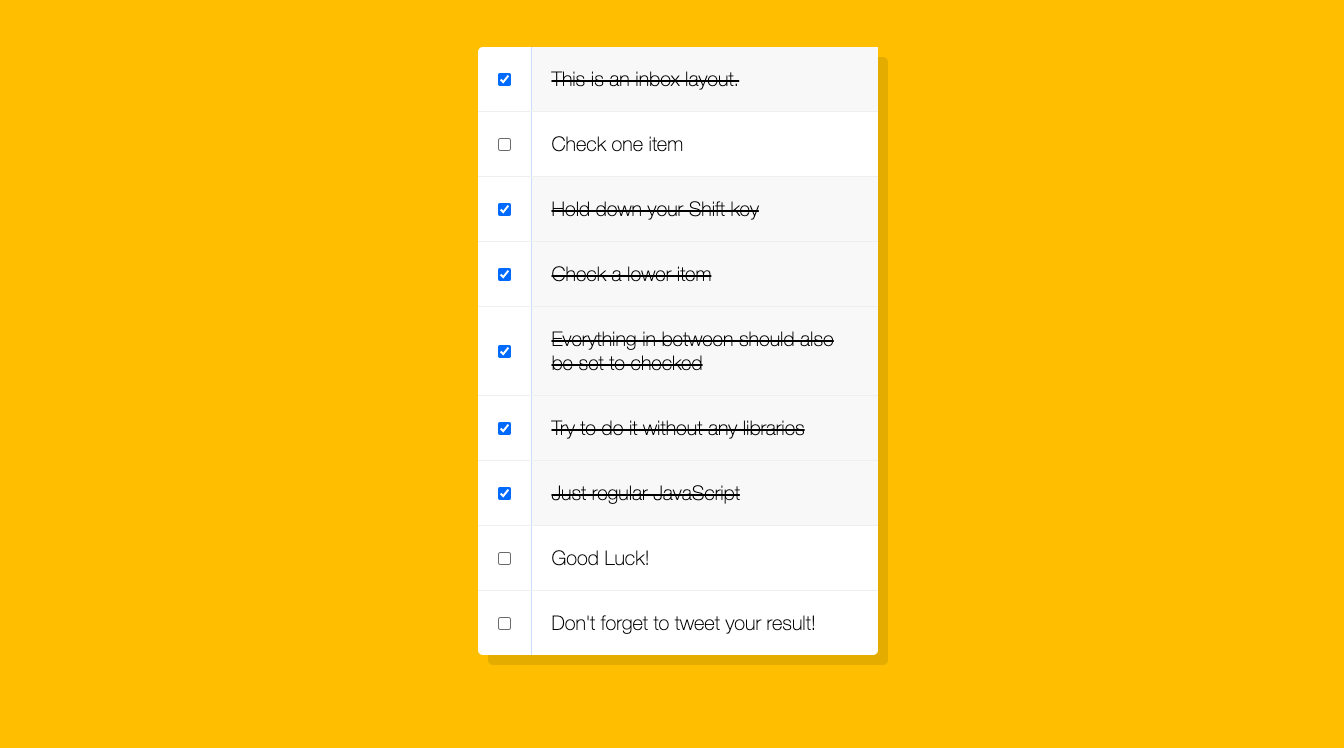 This is an inbox layout.
Check one item
Hold down your Shift key
Check a lower item
Everything in between should also
be set to checked
Try to do it without any libraries
Just regular JavaScript
Good Luck!
Don't forget to tweet your result!